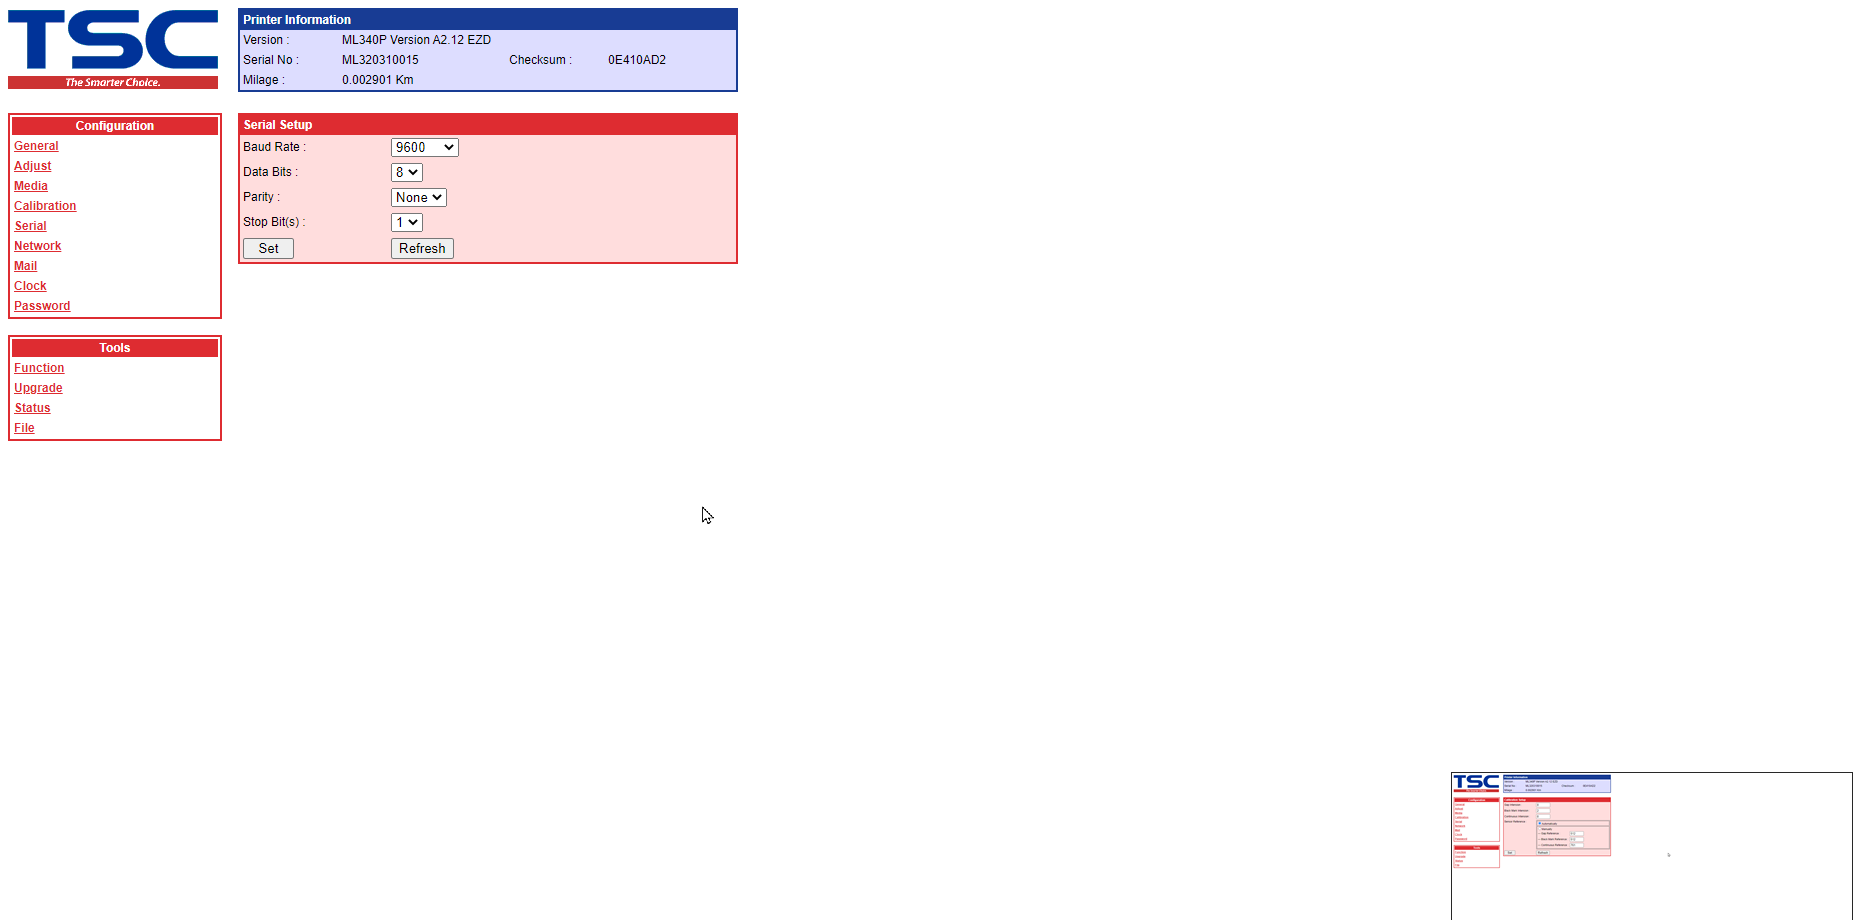 TSC
The Smarter Choice.
Printer Information
Version : ML340P Version A2.12 EZD
Serial No : ML320310015 Checksum : 0E410AD2
Milage : 0.002901 Km
Configuration
General
Adjust
Media
Calibration
Serial
Network
Mail
Clock
Password
Serial Setup
Baud Rate : 9600
Data Bits : 8
Parity : None
Stop Bit(s) : 1
Set Refresh
Tools
Function
Upgrade
Status
File
TSC